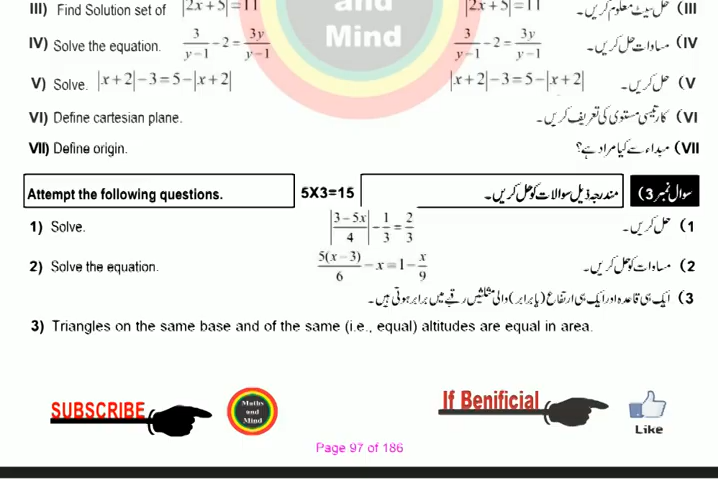 III) Find Solution set of |2x + 5| = 11 |2x + 5| = 11 حل سیٹ معلوم کریں۔ (III
and
IV) Solve the equation. 3/(y−1) − 2 = 3y/(y−1) 3/(y−1) − 2 = 3y/(y−1) مساوات حل کریں۔ (IV
Mind
V) Solve. |x + 2| − 3 = 5 − |x + 2| |x + 2| − 3 = 5 − |x + 2| حل کریں۔ (V
VI) Define cartesian plane. کارتیسی مستوی کی تعریف کریں۔ (VI
VII) Define origin. مبداء سے کیا مراد ہے؟ (VII
Attempt the following questions. 5X3=15 مندرجہ ذیل سوالات کو حل کریں۔ سوال نمبر 3)
1) Solve. |(3 − 5x)/4| − 1/3 = 2/3 حل کریں۔ (1
2) Solve the equation. 5(x − 3)/6 − x = 1 − x/9 مساوات کو حل کریں۔ (2
3) ایک ہی قاعدہ اور ایک ہی ارتفاع (یا برابر) والی مثلثیں رقبے میں برابر ہوتی ہیں۔
3) Triangles on the same base and of the same (i.e., equal) altitudes are equal in area.
SUBSCRIBE Maths and Mind If Benificial
Like
Page 97 of 186